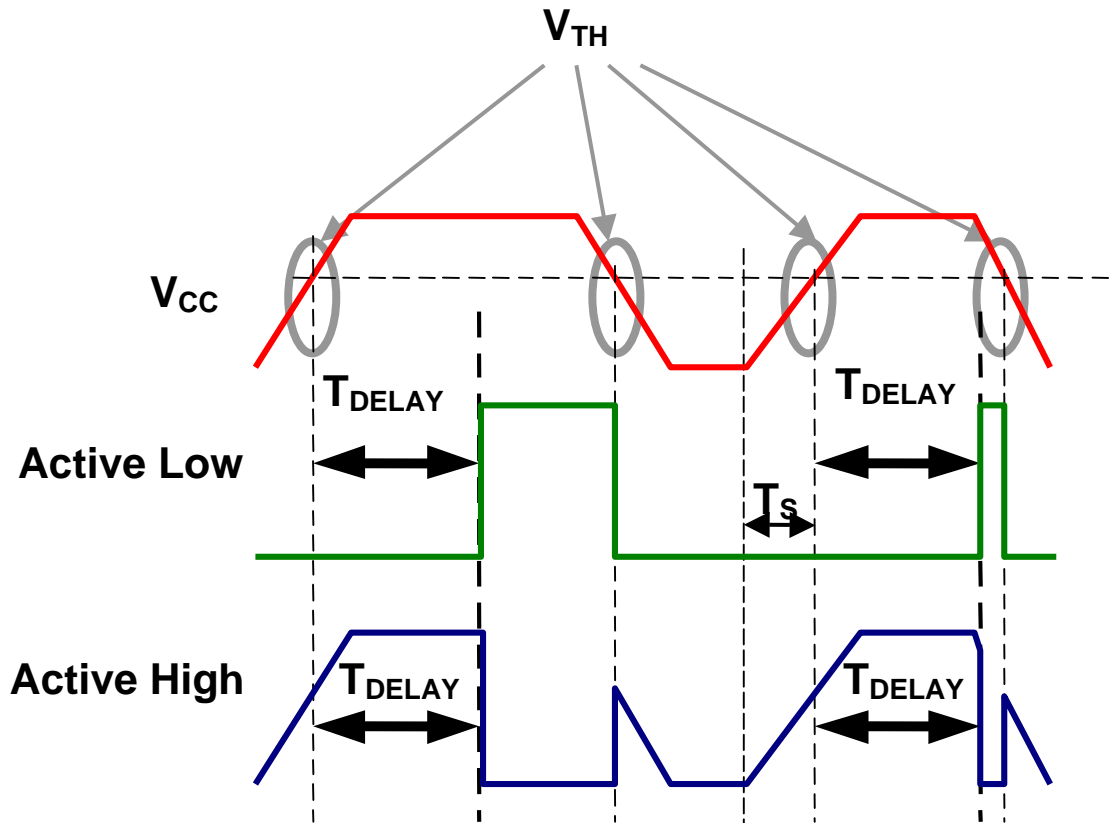 VTH
VCC
TDELAY
TDELAY
Active Low
TS
Active High
TDELAY
TDELAY